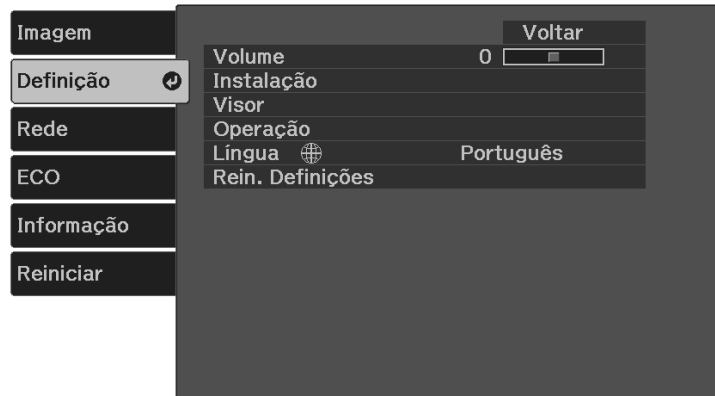 Imagem
Definição
Rede
ECO
Informação
Reiniciar
Voltar
Volume 0
Instalação
Visor
Operação
Língua Português
Rein. Definições